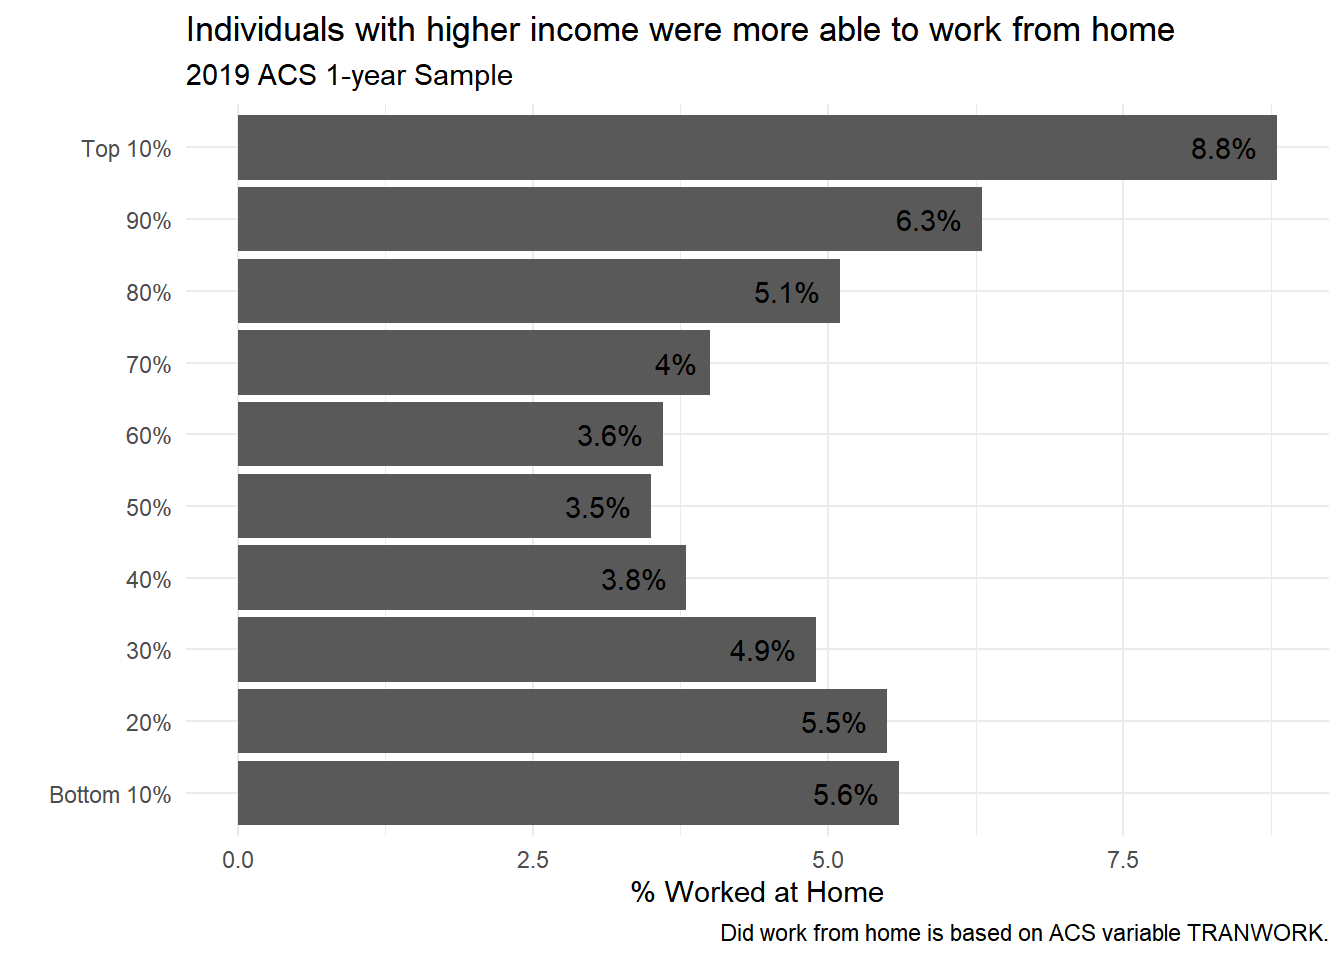 Individuals with higher income were more able to work from home
2019 ACS 1-year Sample
Top 10% 8.8%
90% 6.3%
80% 5.1%
70% 4%
60% 3.6%
50% 3.5%
40% 3.8%
30% 4.9%
20% 5.5%
Bottom 10% 5.6%
0.0 2.5 5.0 7.5
% Worked at Home
Did work from home is based on ACS variable TRANWORK.